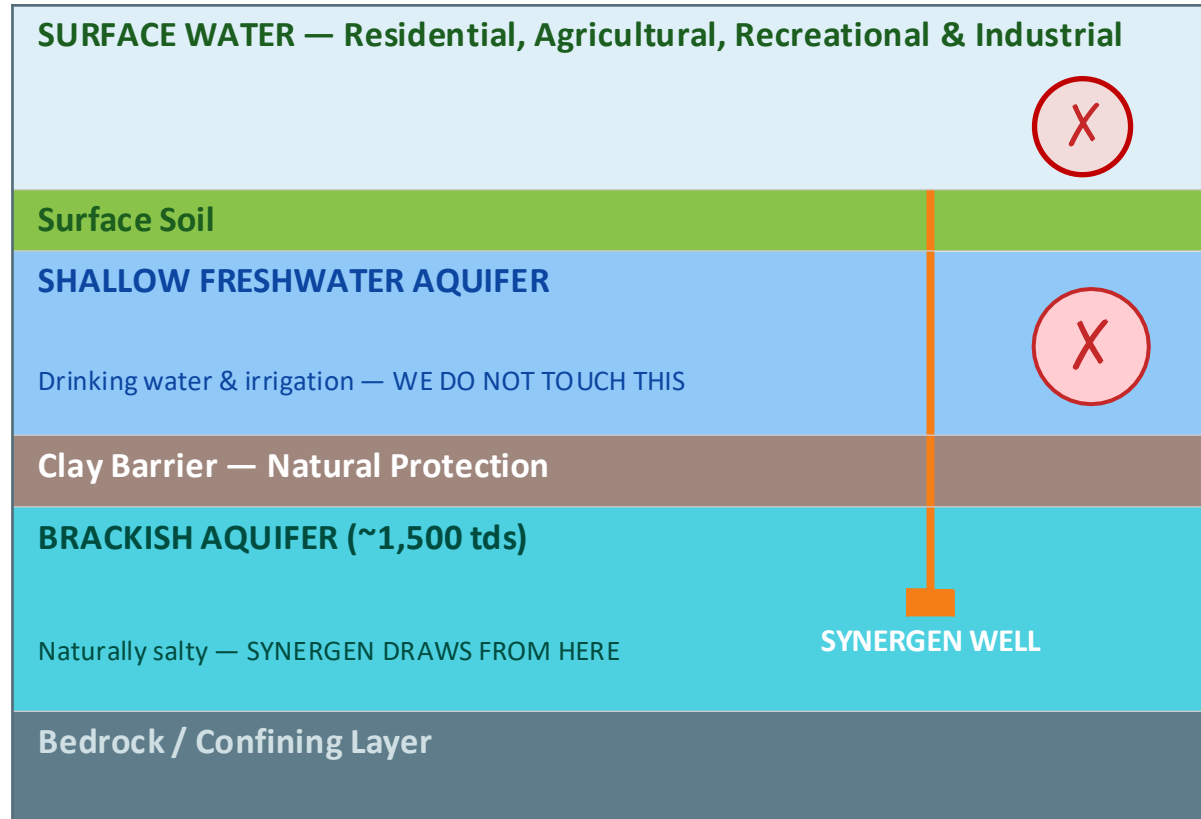 SURFACE WATER — Residential, Agricultural, Recreational & Industrial
✗
Surface Soil
SHALLOW FRESHWATER AQUIFER
✗
Drinking water & irrigation — WE DO NOT TOUCH THIS
Clay Barrier — Natural Protection
BRACKISH AQUIFER (~1,500 tds)
Naturally salty — SYNERGEN DRAWS FROM HERE
SYNERGEN WELL
Bedrock / Confining Layer